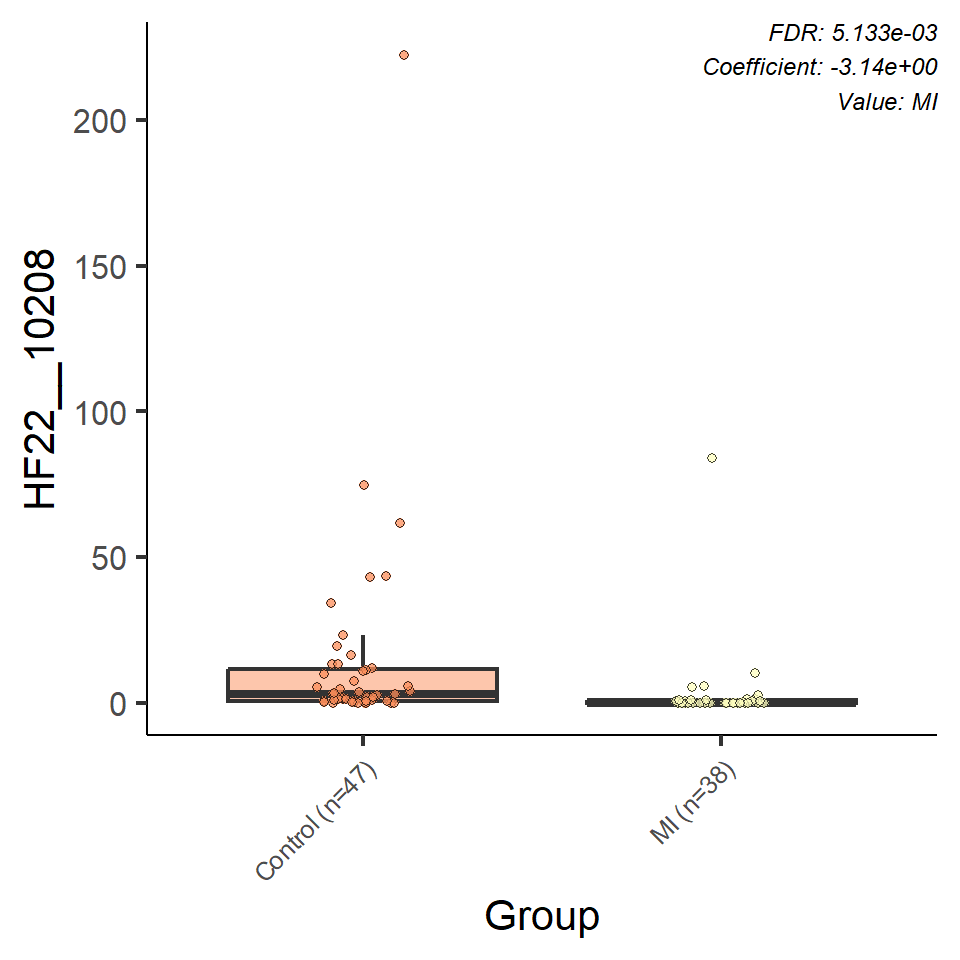 FDR: 5.133e-03
Coefficient: -3.14e+00
Value: MI
HF22__10208
200
150
100
50
0
Control (n=47)
MI (n=38)
Group